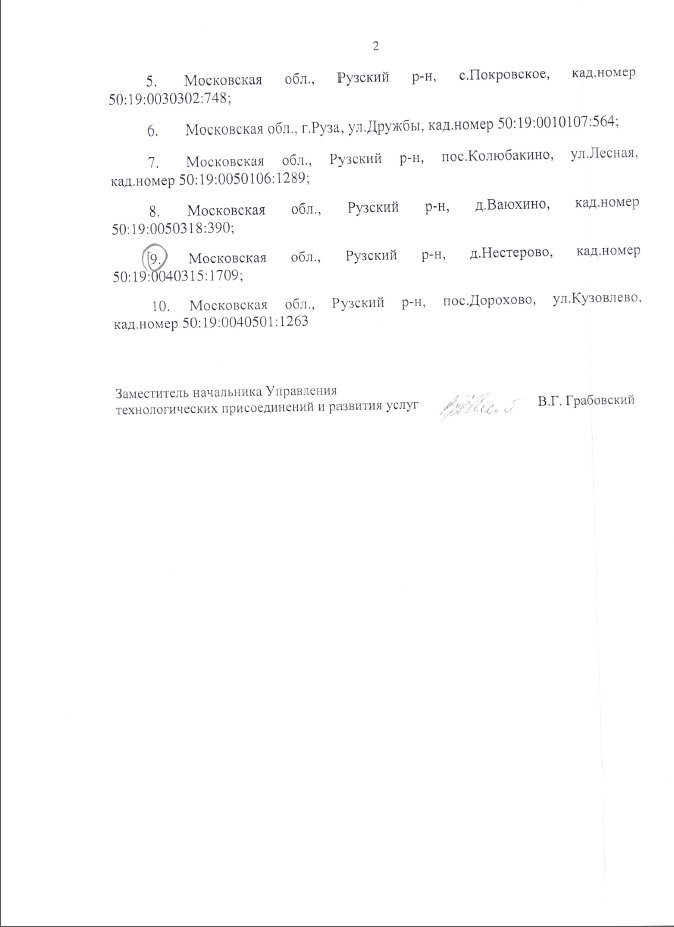 2
5. Московская обл., Рузский р-н, с.Покровское, кад.номер
50:19:0030302:748;
6. Московская обл., г.Руза, ул.Дружбы, кад.номер 50:19:0010107:564;
7. Московская обл., Рузский р-н, пос.Колюбакино, ул.Лесная,
кад.номер 50:19:0050106:1289;
8. Московская обл., Рузский р-н, д.Ваюхино, кад.номер
50:19:0050318:390;
9. Московская обл., Рузский р-н, д.Нестерово, кад.номер
50:19:0040315:1709;
10. Московская обл., Рузский р-н, пос.Дорохово, ул.Кузовлево,
кад.номер 50:19:0040501:1263
Заместитель начальника Управления
технологических присоединений и развития услуг В.Г. Грабовский